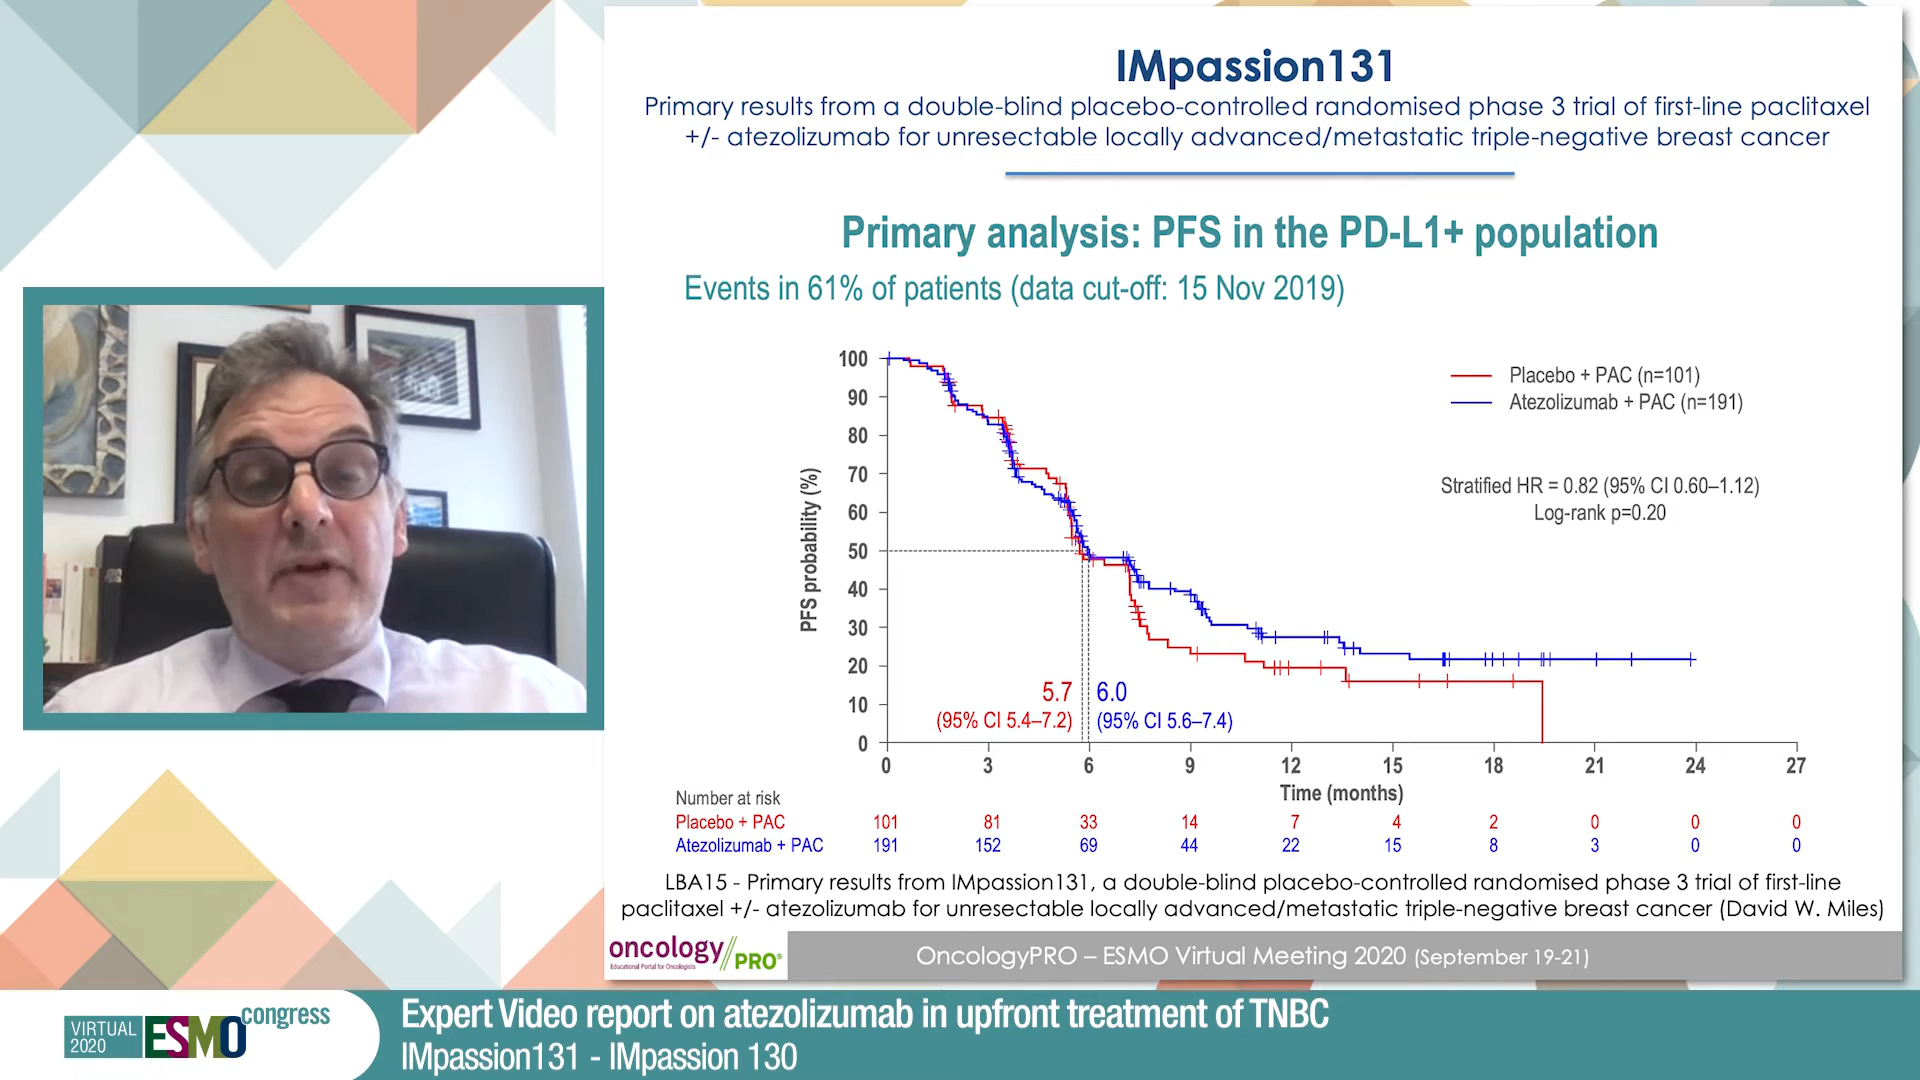 IMpassion131
Primary results from a double-blind placebo-controlled randomised phase 3 trial of first-line paclitaxel
+/- atezolizumab for unresectable locally advanced/metastatic triple-negative breast cancer
Primary analysis: PFS in the PD-L1+ population
Events in 61% of patients (data cut-off: 15 Nov 2019)
Placebo + PAC (n=101)
Atezolizumab + PAC (n=191)
Stratified HR = 0.82 (95% CI 0.60–1.12)
Log-rank p=0.20
PFS probability (%)
100
90
80
70
60
50
40
30
20
10
0
5.7
(95% CI 5.4–7.2)
6.0
(95% CI 5.6–7.4)
0 3 6 9 12 15 18 21 24 27
Time (months)
Number at risk
Placebo + PAC 101 81 33 14 7 4 2 0 0 0
Atezolizumab + PAC 191 152 69 44 22 15 8 3 0 0
LBA15 - Primary results from IMpassion131, a double-blind placebo-controlled randomised phase 3 trial of first-line
paclitaxel +/- atezolizumab for unresectable locally advanced/metastatic triple-negative breast cancer (David W. Miles)
oncology//PRO®
Educational Portal for Oncologists
OncologyPRO – ESMO Virtual Meeting 2020 (September 19-21)
VIRTUAL
2020
ESMO congress
Expert Video report on atezolizumab in upfront treatment of TNBC
IMpassion131 - IMpassion 130